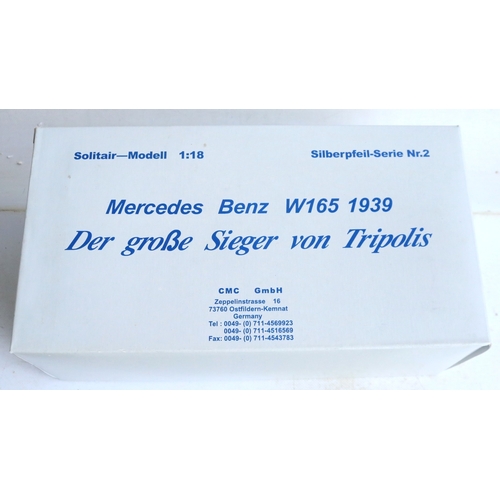 Solitair—Modell 1:18 Silberpfeil-Serie Nr.2
Mercedes Benz W165 1939
Der große Sieger von Tripolis
CMC GmbH
Zeppelinstrasse 16
73760 Ostfildern-Kemnat
Germany
Tel : 0049- (0) 711-4569923
0049- (0) 711-4516569
Fax: 0049- (0) 711-4543783